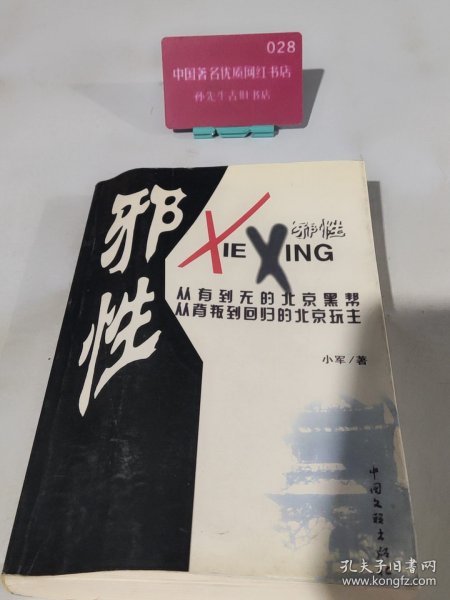 028
中国著名优质网红书店
孙先生古旧书店
邪性
XIE XING
邪性
从有到无的北京黑帮
从背叛到回归的北京玩主
小军/著
中国文联出版社
孔夫子旧书网
www.kongfz.com